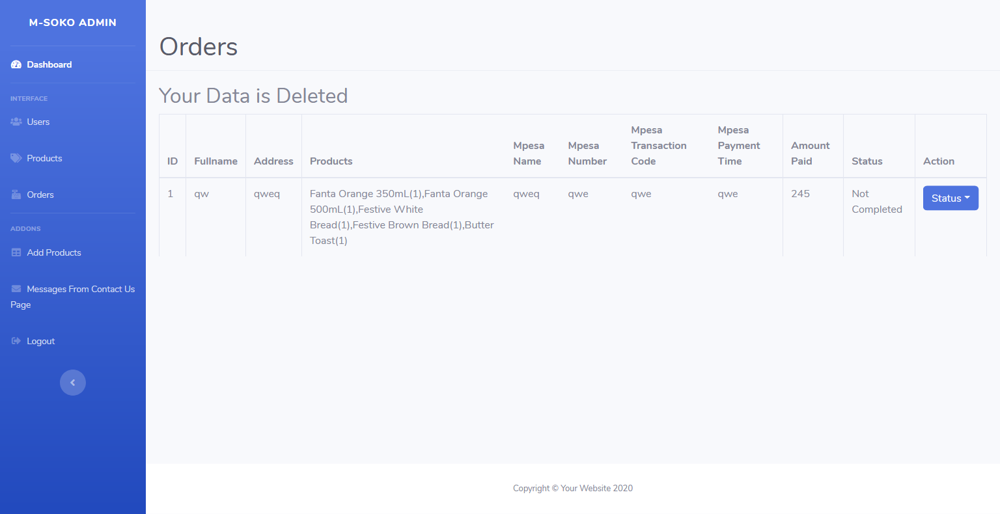 M-SOKO ADMIN
Dashboard
INTERFACE
Users
Products
Orders
ADDONS
Add Products
Messages From Contact Us
Page
Logout
Orders
Your Data is Deleted
ID
Fullname
Address
Products
Mpesa
Name
Mpesa
Number
Mpesa
Transaction
Code
Mpesa
Payment
Time
Amount
Paid
Status
Action
1
qw
qweq
Fanta Orange 350mL(1),Fanta Orange
500mL(1),Festive White
Bread(1),Festive Brown Bread(1),Butter
Toast(1)
qweq
qwe
qwe
qwe
245
Not
Completed
Status
Copyright © Your Website 2020